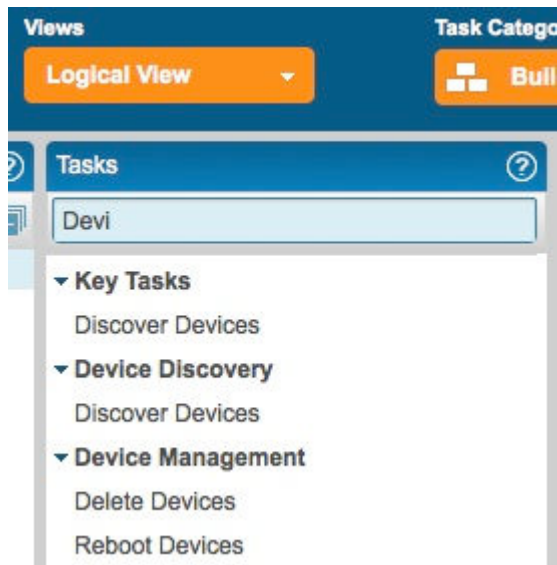 Views
Task Catego
Logical View
Buil
Tasks
Devi
Key Tasks
Discover Devices
Device Discovery
Discover Devices
Device Management
Delete Devices
Reboot Devices